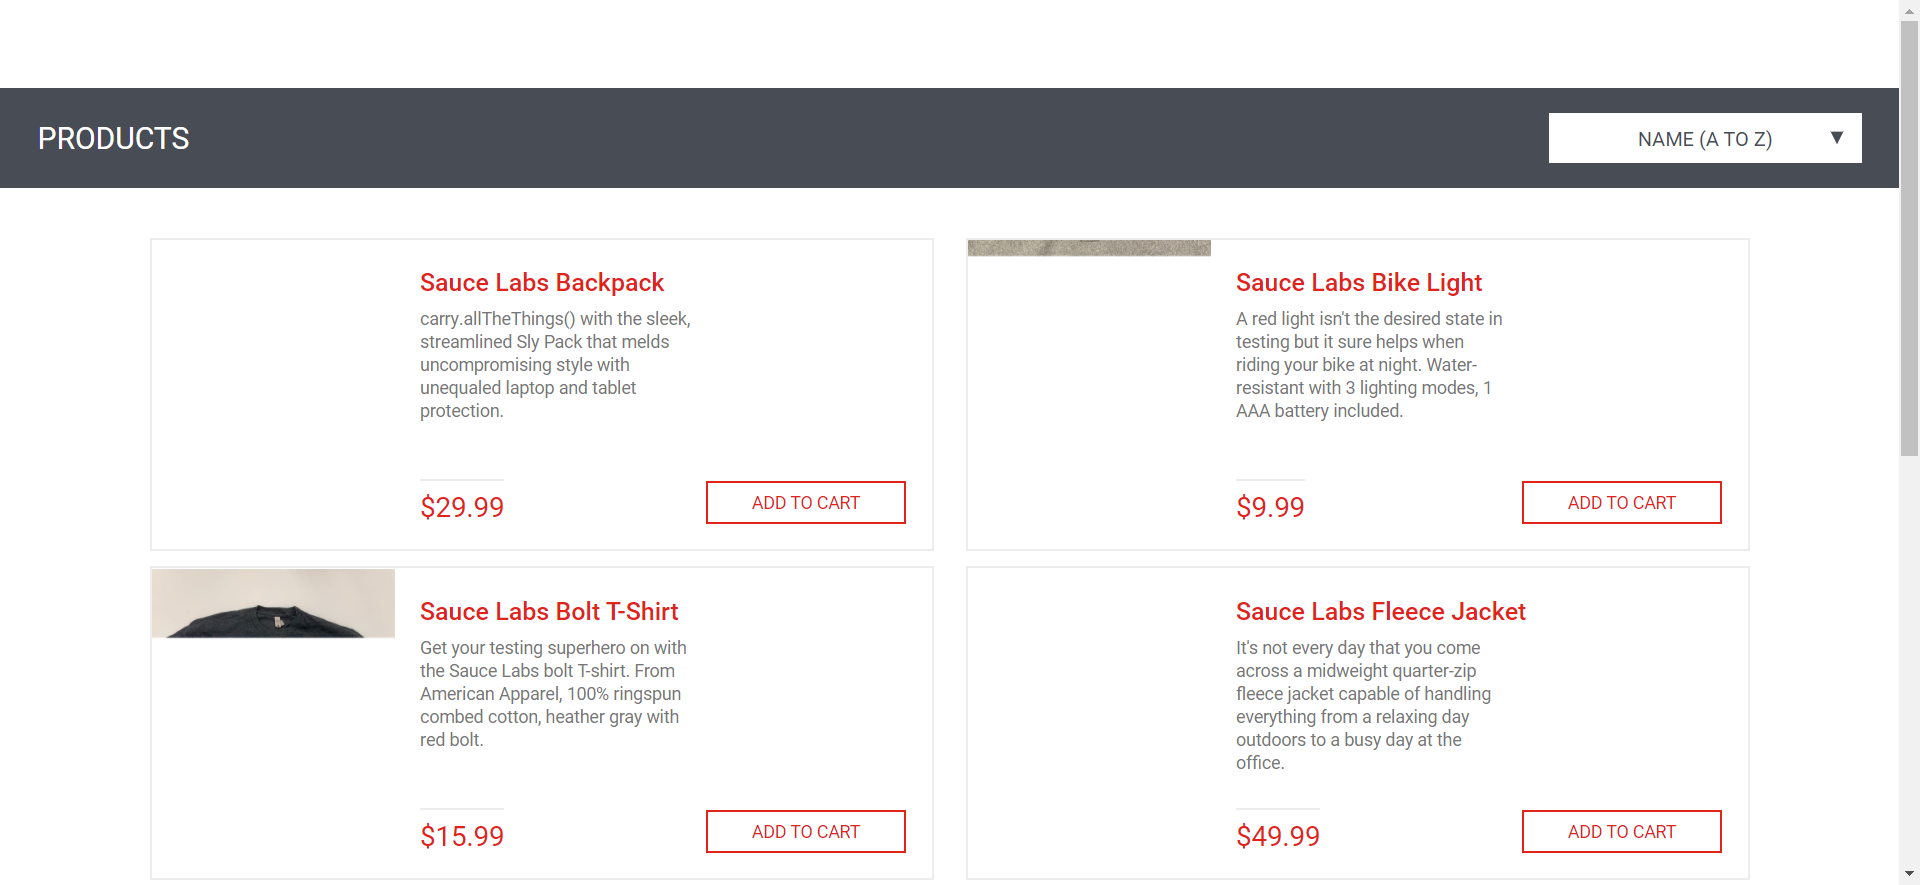 PRODUCTS
NAME (A TO Z)
Sauce Labs Backpack
carry.allTheThings() with the sleek,
streamlined Sly Pack that melds
uncompromising style with
unequaled laptop and tablet
protection.
$29.99
ADD TO CART
Sauce Labs Bike Light
A red light isn't the desired state in
testing but it sure helps when
riding your bike at night. Water-
resistant with 3 lighting modes, 1
AAA battery included.
$9.99
ADD TO CART
Sauce Labs Bolt T-Shirt
Get your testing superhero on with
the Sauce Labs bolt T-shirt. From
American Apparel, 100% ringspun
combed cotton, heather gray with
red bolt.
$15.99
ADD TO CART
Sauce Labs Fleece Jacket
It's not every day that you come
across a midweight quarter-zip
fleece jacket capable of handling
everything from a relaxing day
outdoors to a busy day at the
office.
$49.99
ADD TO CART